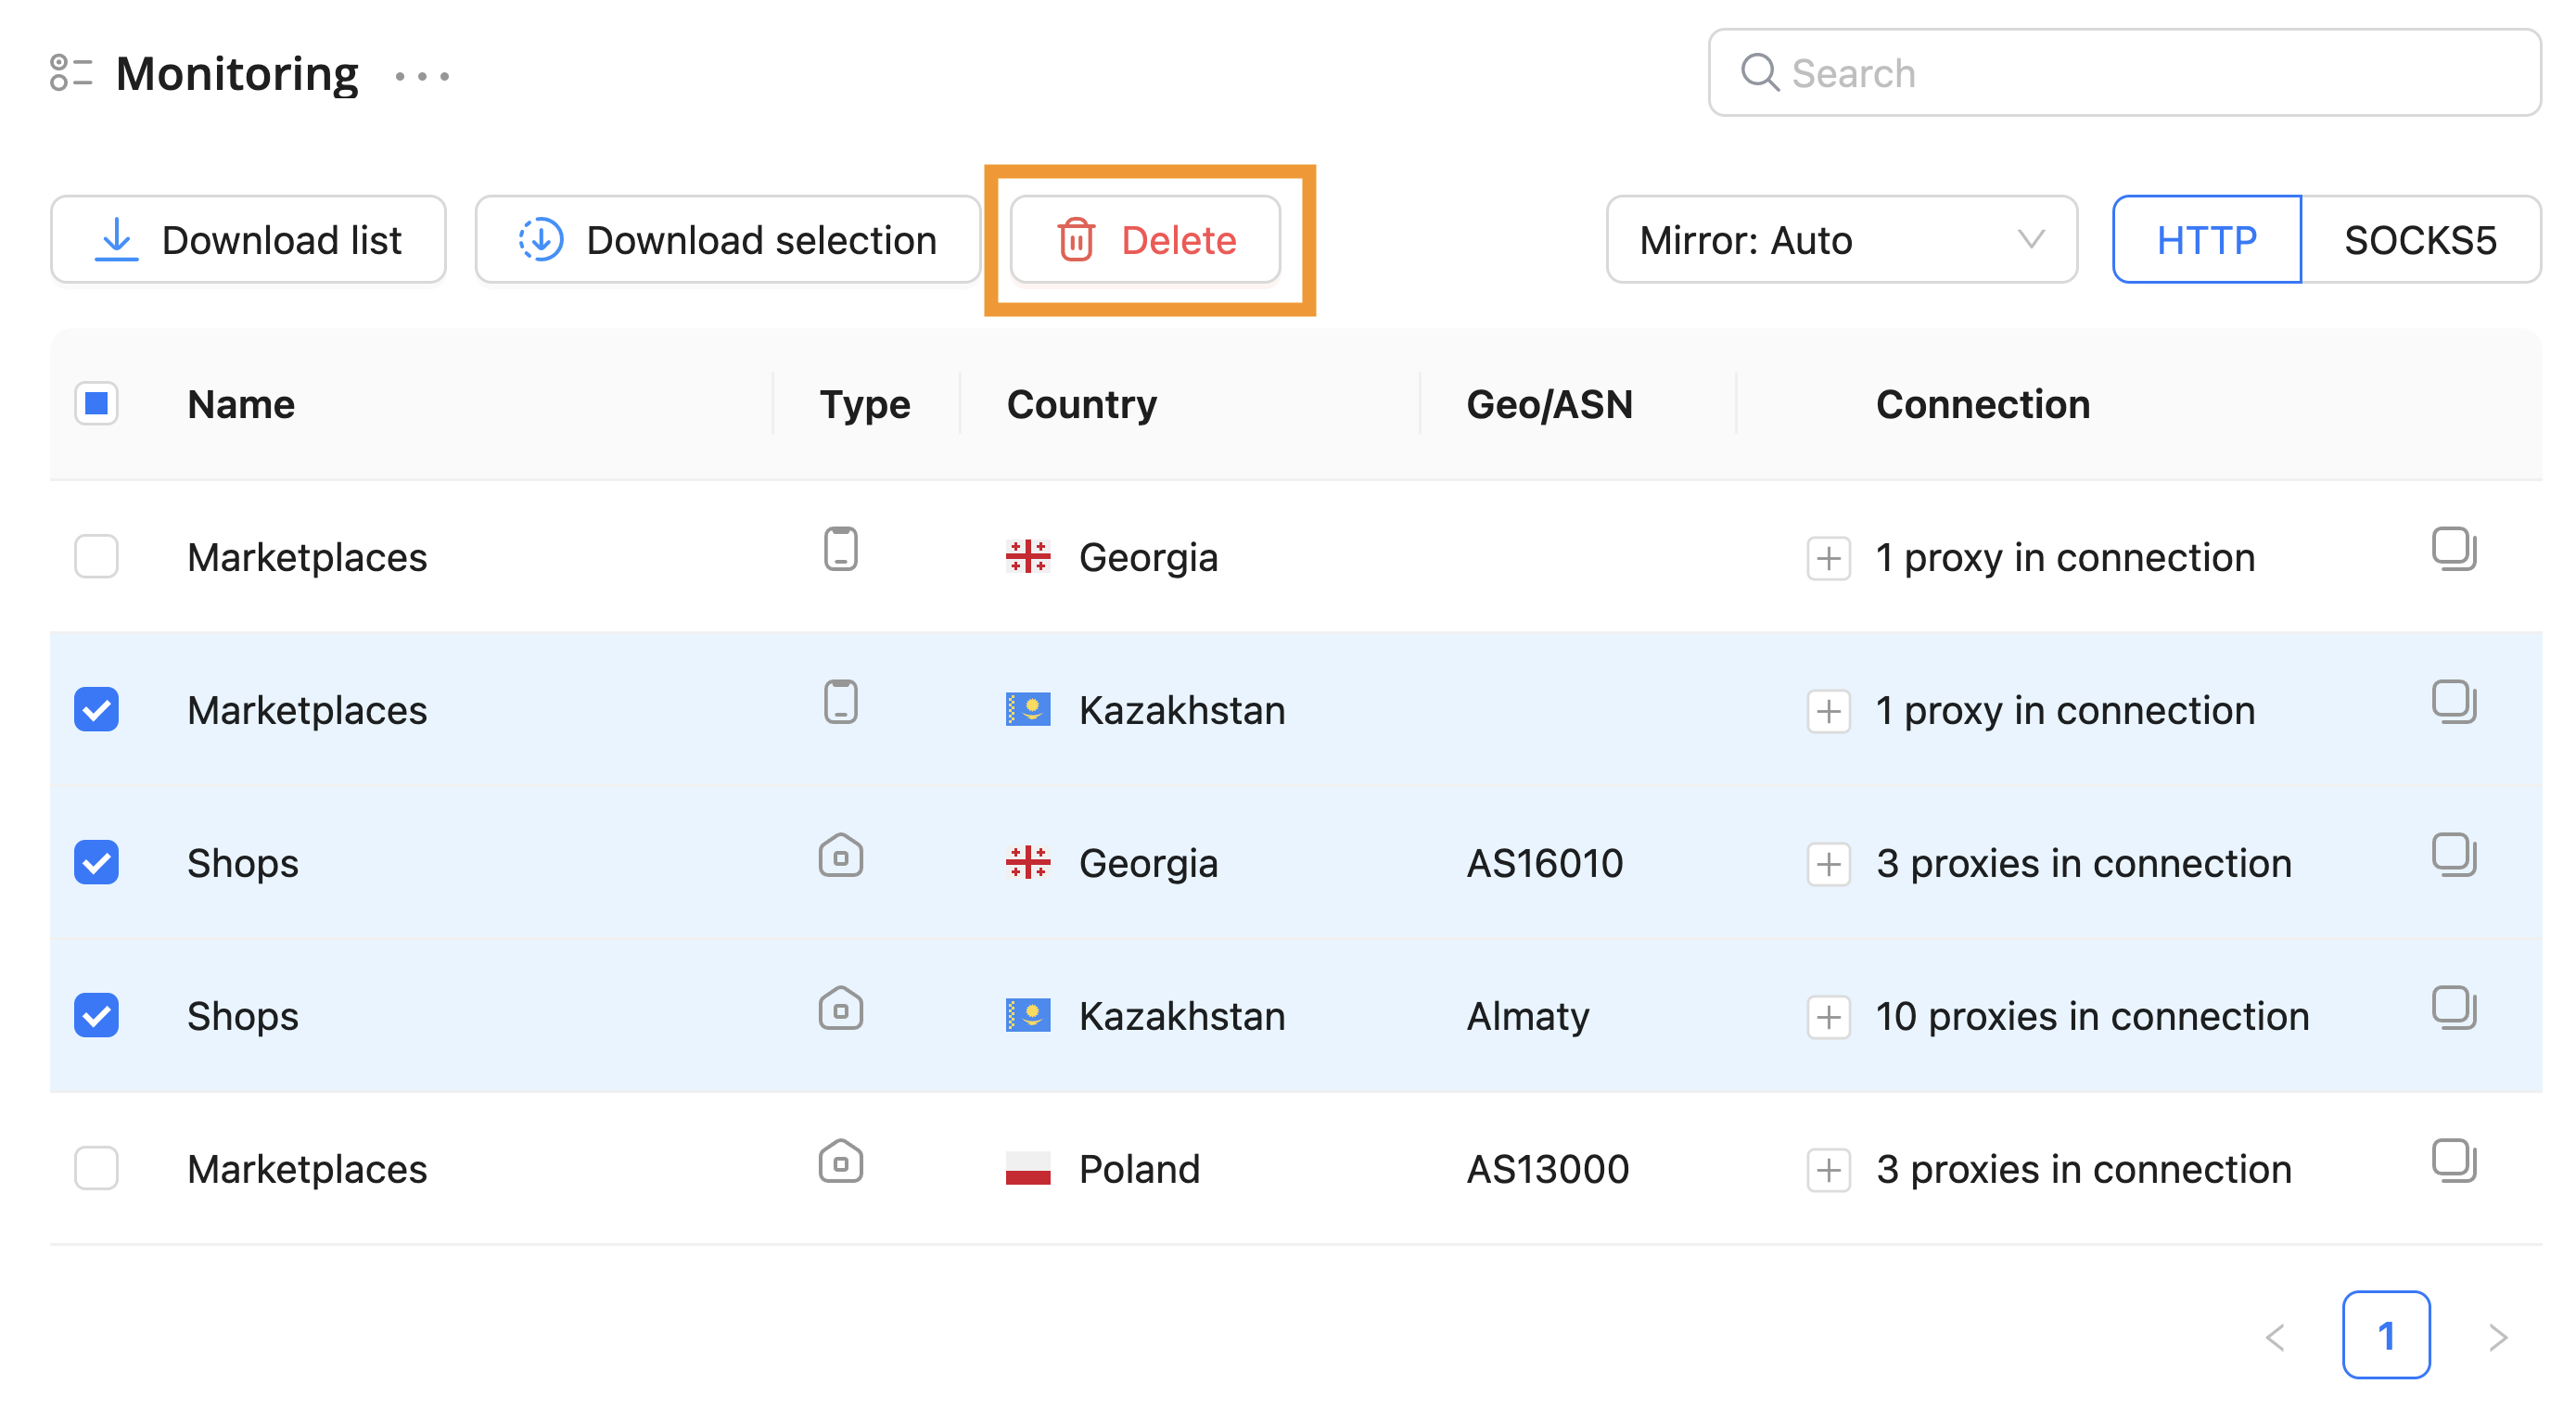 Monitoring
Search
Download list Download selection Delete Mirror: Auto HTTP SOCKS5
Name Type Country Geo/ASN Connection
Marketplaces Georgia 1 proxy in connection
Marketplaces Kazakhstan 1 proxy in connection
Shops Georgia AS16010 3 proxies in connection
Shops Kazakhstan Almaty 10 proxies in connection
Marketplaces Poland AS13000 3 proxies in connection
1